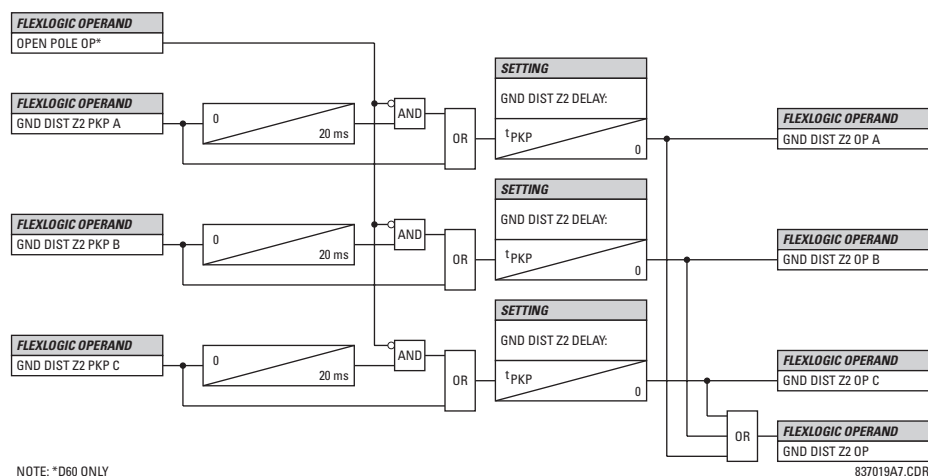 FLEXLOGIC OPERAND
OPEN POLE OP*
FLEXLOGIC OPERAND
GND DIST Z2 PKP A
0
20 ms
AND
OR
SETTING
GND DIST Z2 DELAY:
tPKP
0
FLEXLOGIC OPERAND
GND DIST Z2 OP A
FLEXLOGIC OPERAND
GND DIST Z2 PKP B
0
20 ms
AND
OR
SETTING
GND DIST Z2 DELAY:
tPKP
0
FLEXLOGIC OPERAND
GND DIST Z2 OP B
FLEXLOGIC OPERAND
GND DIST Z2 PKP C
0
20 ms
AND
OR
SETTING
GND DIST Z2 DELAY:
tPKP
0
FLEXLOGIC OPERAND
GND DIST Z2 OP C
OR
FLEXLOGIC OPERAND
GND DIST Z2 OP
NOTE: *D60 ONLY
837019A7.CDR